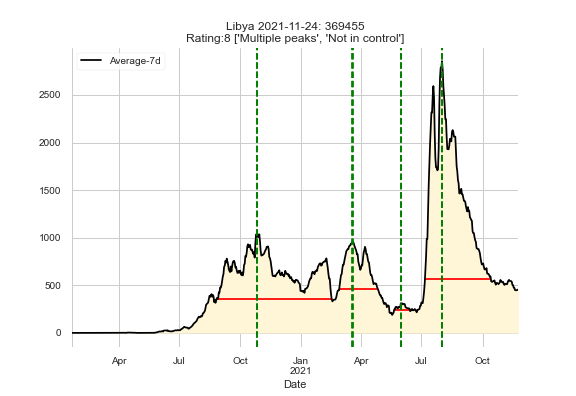 Libya 2021-11-24: 369455
Rating:8 ['Multiple peaks', 'Not in control']
Average-7d
2500
2000
1500
1000
500
0
Apr Jul Oct Jan Apr Jul Oct
2021
Date